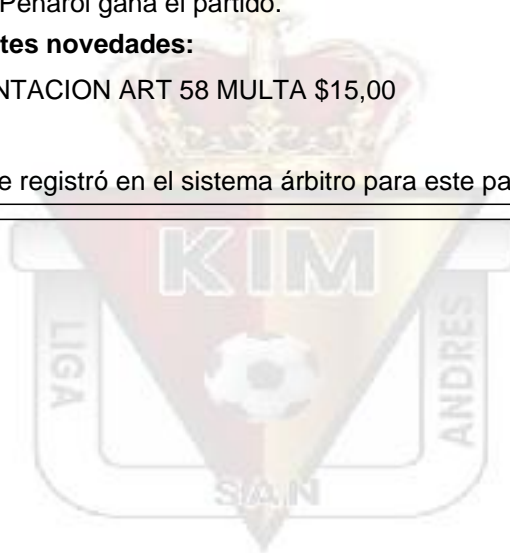 Peñarol gana el partido.
tes novedades:
NTACION ART 58 MULTA $15,00
e registró en el sistema árbitro para este pa
KIM
LIGA
ANDRES
SAN